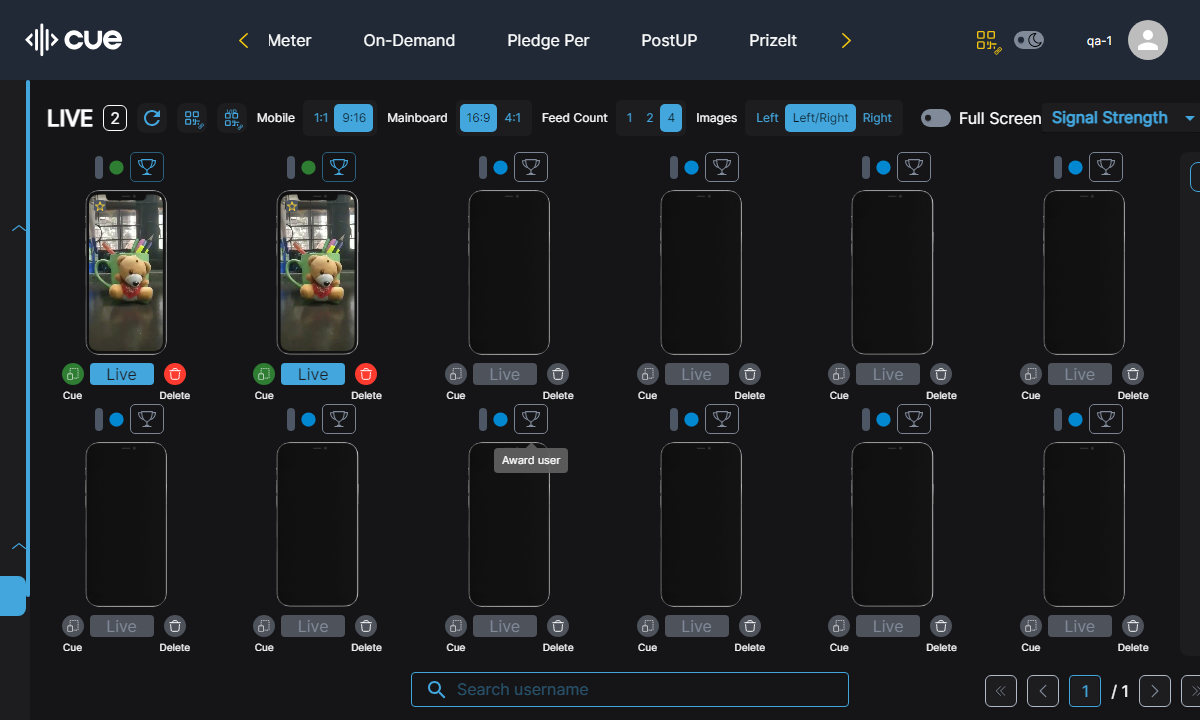 cue
Meter On-Demand Pledge Per PostUP PrizeIt
qa-1
LIVE 2 Mobile 1:1 9:16 Mainboard 16:9 4:1 Feed Count 1 2 4 Images Left Left/Right Right Full Screen Signal Strength
Live Live Live Live Live Live
Cue Delete Cue Delete Cue Delete Cue Delete Cue Delete Cue Delete
Award user
Live Live Live Live Live Live
Cue Delete Cue Delete Cue Delete Cue Delete Cue Delete Cue Delete
Search username
1 / 1